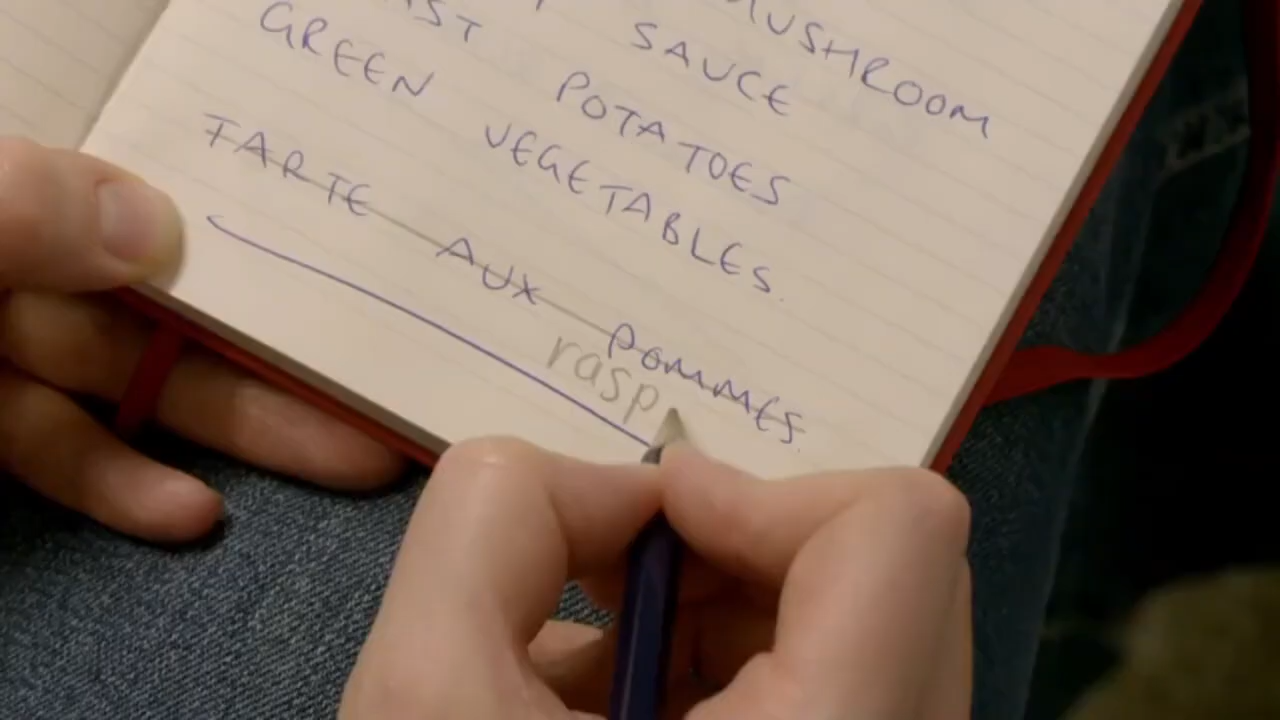 MUSHROOM
SAUCE
POTATOES
GREEN VEGETABLES.
TARTE AUX POMMES.
rasp